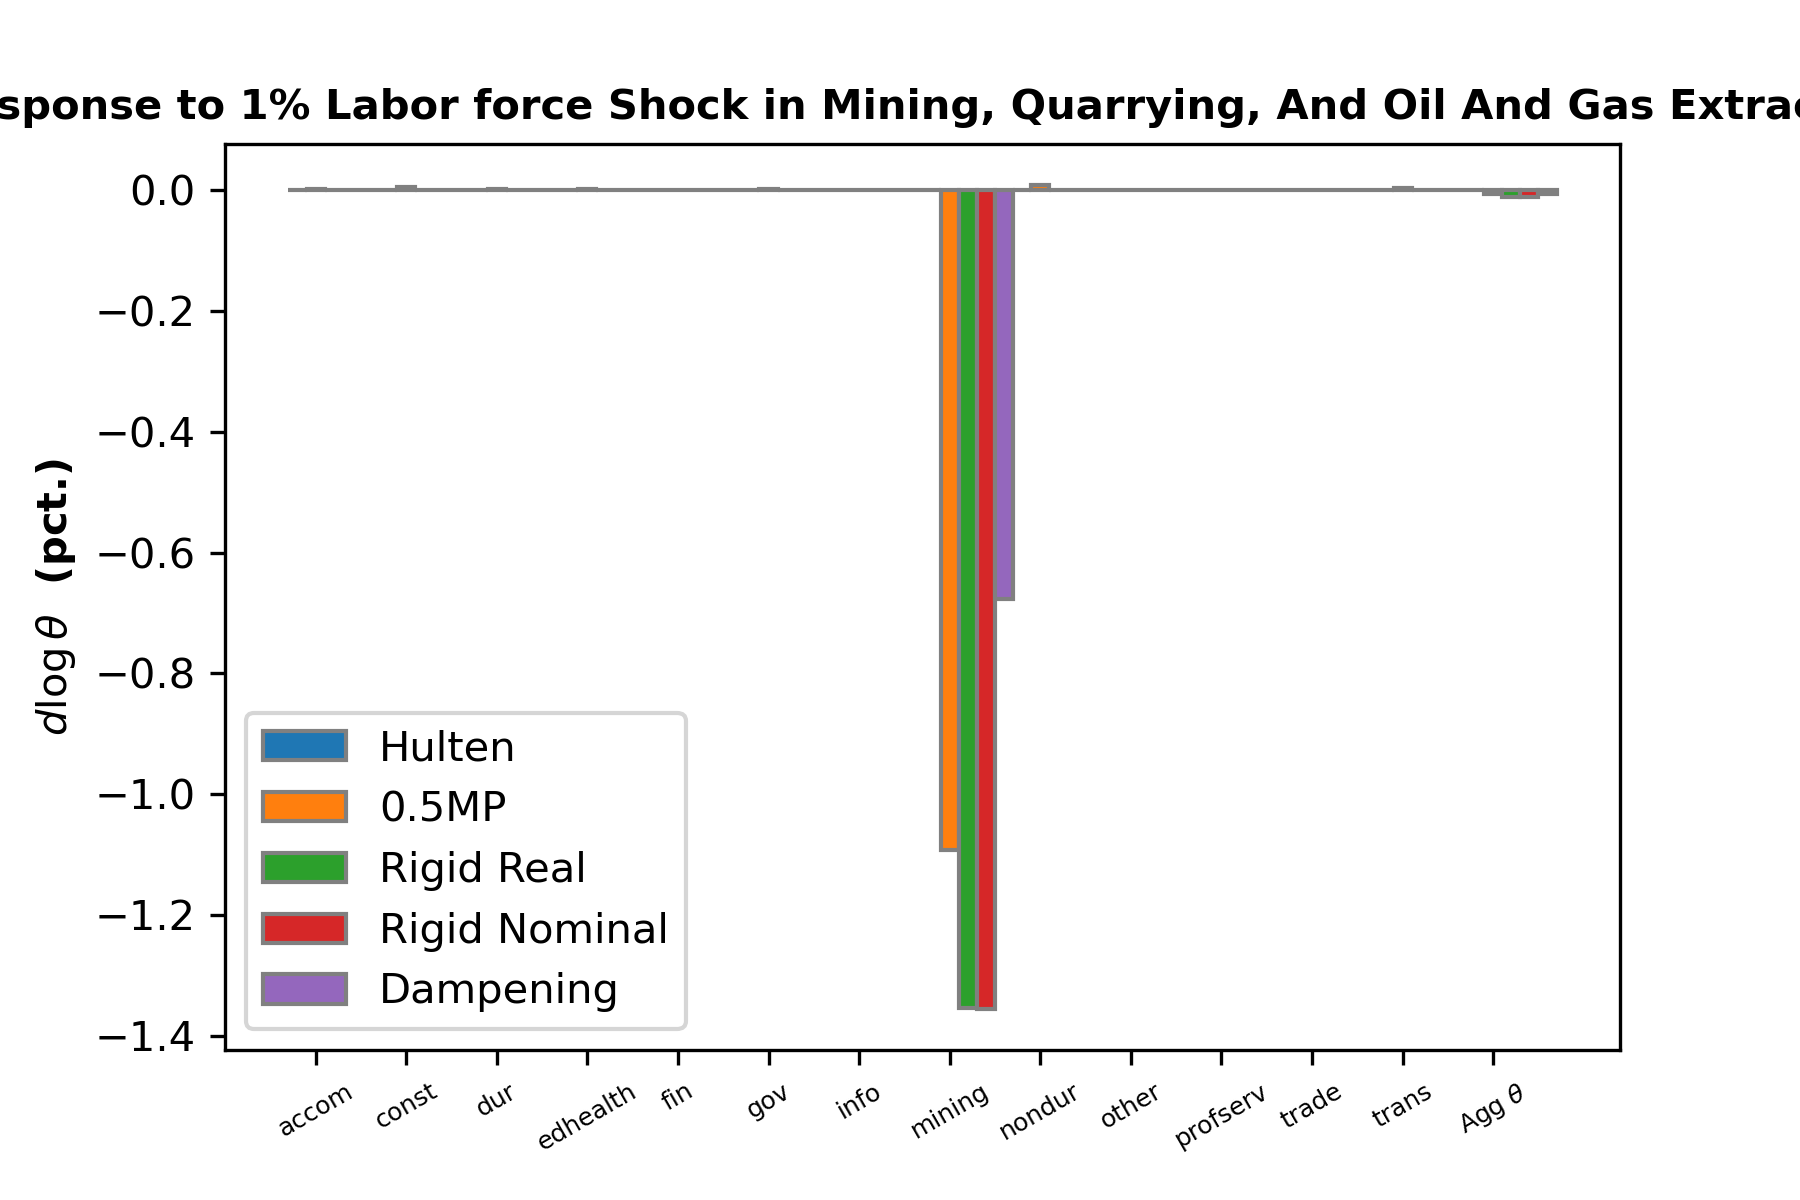 sponse to 1% Labor force Shock in Mining, Quarrying, And Oil And Gas Extrac
0.0
−0.2
−0.4
−0.6
−0.8
−1.0
−1.2
−1.4
dlog θ (pct.)
Hulten
0.5MP
Rigid Real
Rigid Nominal
Dampening
accom const dur edhealth fin gov info mining nondur other profserv trade trans Agg θ